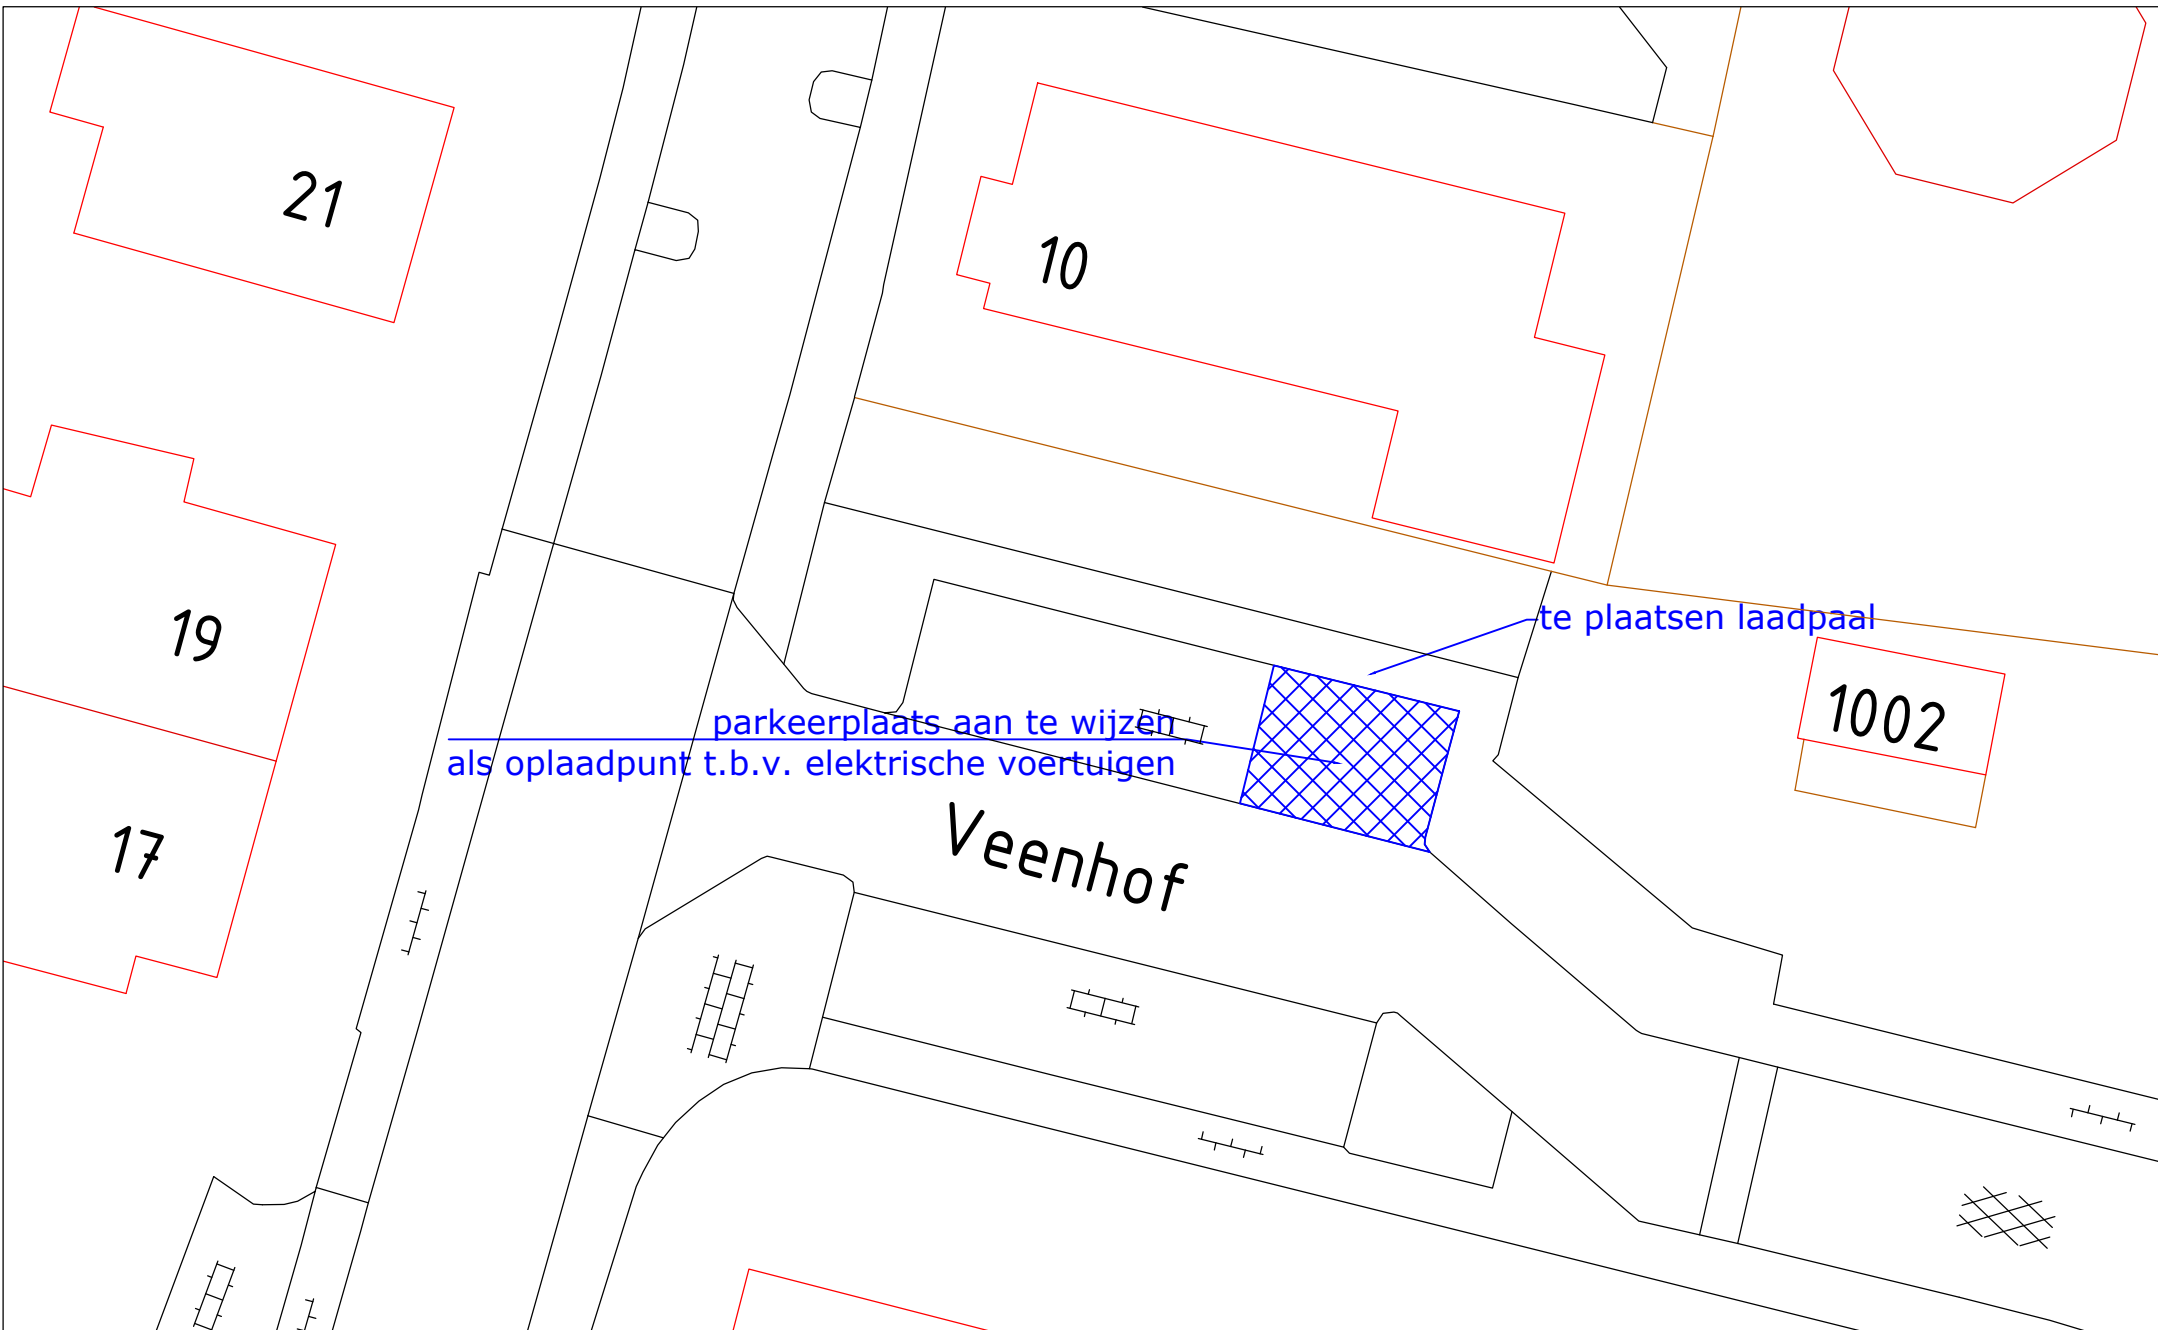 21
10
19
te plaatsen laadpaal
1002
parkeerplaats aan te wijzen
als oplaadpunt t.b.v. elektrische voertuigen
17
Veenhof